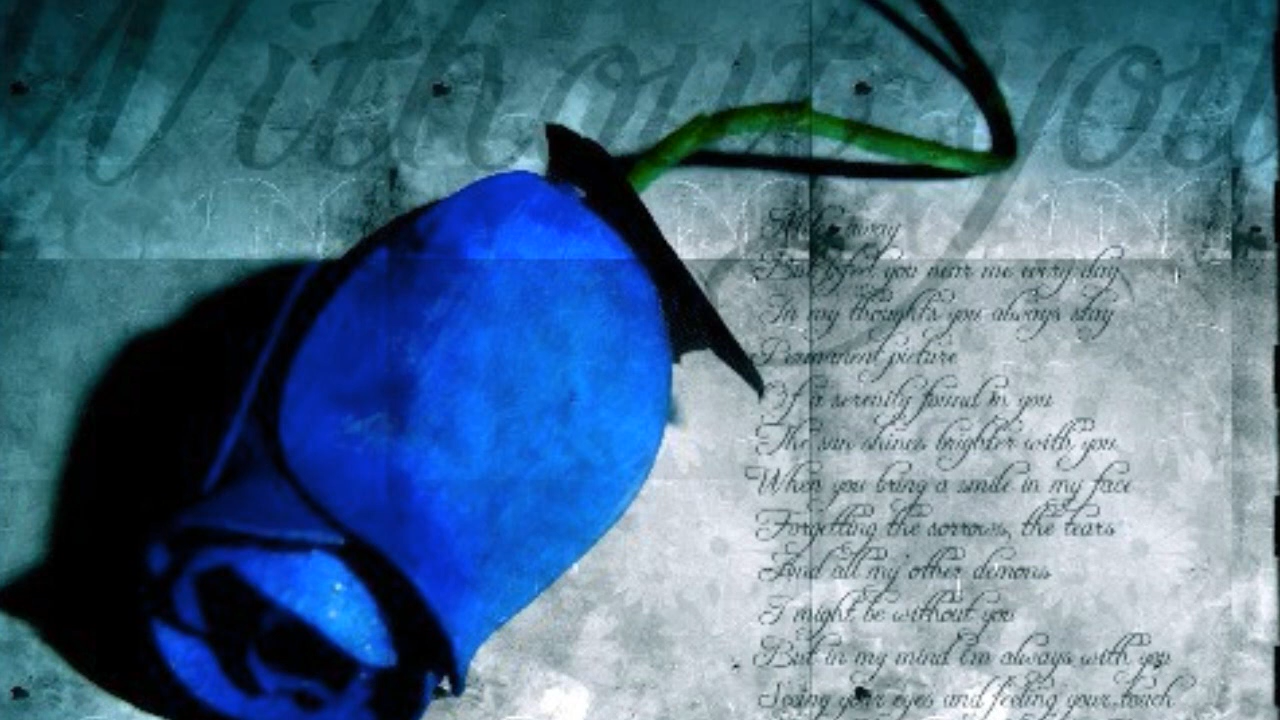 Without you
away
But I feel you near me every day
In my thoughts you always stay
Permanent picture
Of a serenity found in you
The sun shines brighter with you
When you bring a smile in my face
Forgetting the sorrows, the tears
And all my other demons
I might be without you
But in my mind I'm always with you
Seeing your eyes and feeling your touch